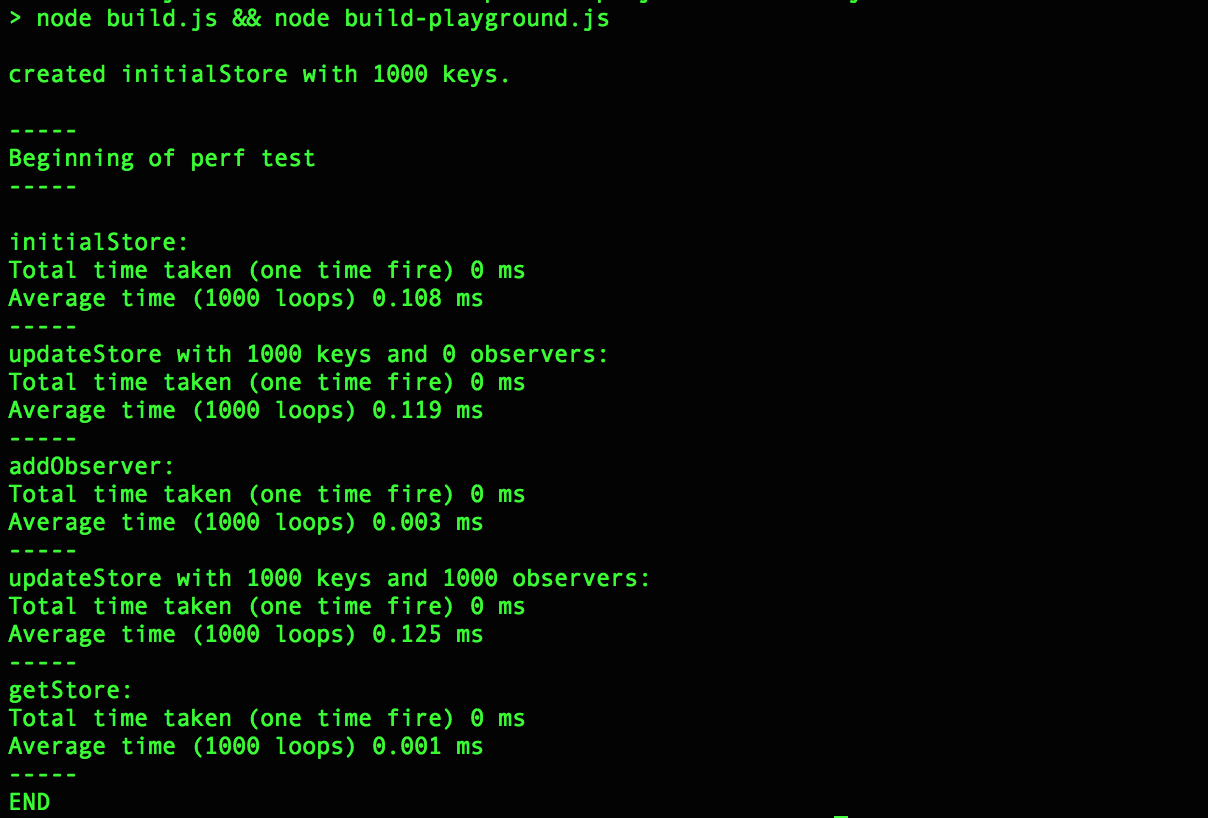 > node build.js && node build-playground.js
created initialStore with 1000 keys.
-----
Beginning of perf test
-----
initialStore:
Total time taken (one time fire) 0 ms
Average time (1000 loops) 0.108 ms
-----
updateStore with 1000 keys and 0 observers:
Total time taken (one time fire) 0 ms
Average time (1000 loops) 0.119 ms
-----
addObserver:
Total time taken (one time fire) 0 ms
Average time (1000 loops) 0.003 ms
-----
updateStore with 1000 keys and 1000 observers:
Total time taken (one time fire) 0 ms
Average time (1000 loops) 0.125 ms
-----
getStore:
Total time taken (one time fire) 0 ms
Average time (1000 loops) 0.001 ms
-----
END